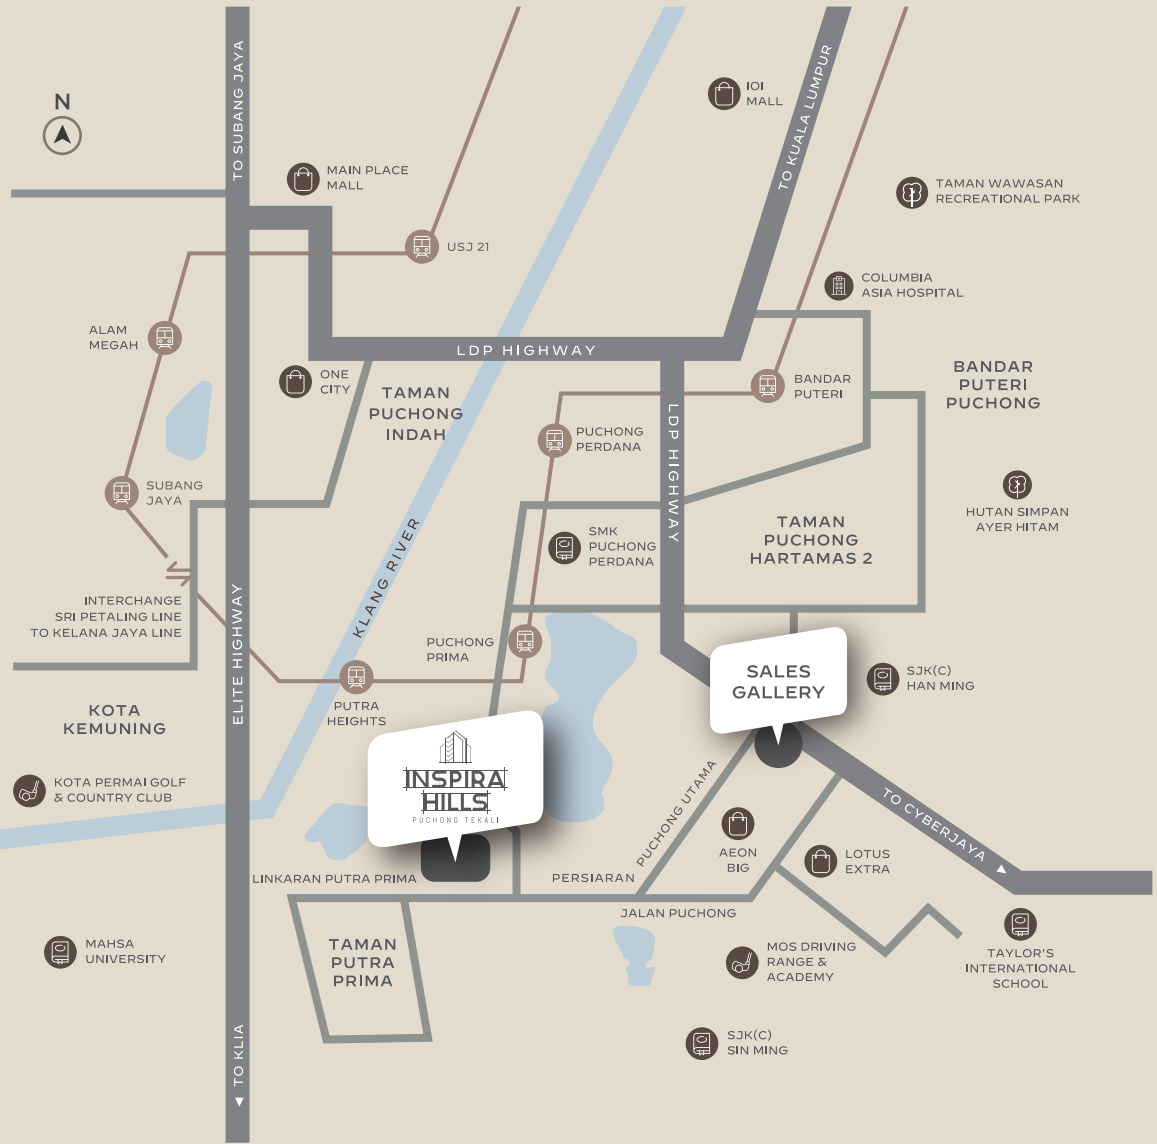 TO SUBANG JAYA
N
IOI
MALL
TO KUALA LUMPUR
MAIN PLACE
MALL
TAMAN WAWASAN
RECREATIONAL PARK
USJ 21
COLUMBIA
ASIA HOSPITAL
ALAM
MEGAH
LDP HIGHWAY
ONE
CITY
TAMAN
PUCHONG
INDAH
BANDAR
PUTERI
BANDAR
PUTERI
PUCHONG
LDP HIGHWAY
PUCHONG
PERDANA
SUBANG
JAYA
HUTAN SIMPAN
AYER HITAM
KLANG RIVER
SMK
PUCHONG
PERDANA
TAMAN
PUCHONG
HARTAMAS 2
INTERCHANGE
SRI PETALING LINE
TO KELANA JAYA LINE
ELITE HIGHWAY
PUCHONG
PRIMA
SALES
GALLERY
SJK(C)
HAN MING
KOTA
KEMUNING
PUTRA
HEIGHTS
INSPIRA
HILLS
PUCHONG TEKALI
KOTA PERMAI GOLF
& COUNTRY CLUB
PUCHONG UTAMA
TO CYBERJAYA
AEON
BIG
LOTUS
EXTRA
LINKARAN PUTRA PRIMA
PERSIARAN
JALAN PUCHONG
MAHSA
UNIVERSITY
TAMAN
PUTRA
PRIMA
MOS DRIVING
RANGE &
ACADEMY
TAYLOR'S
INTERNATIONAL
SCHOOL
SJK(C)
SIN MING
TO KLIA